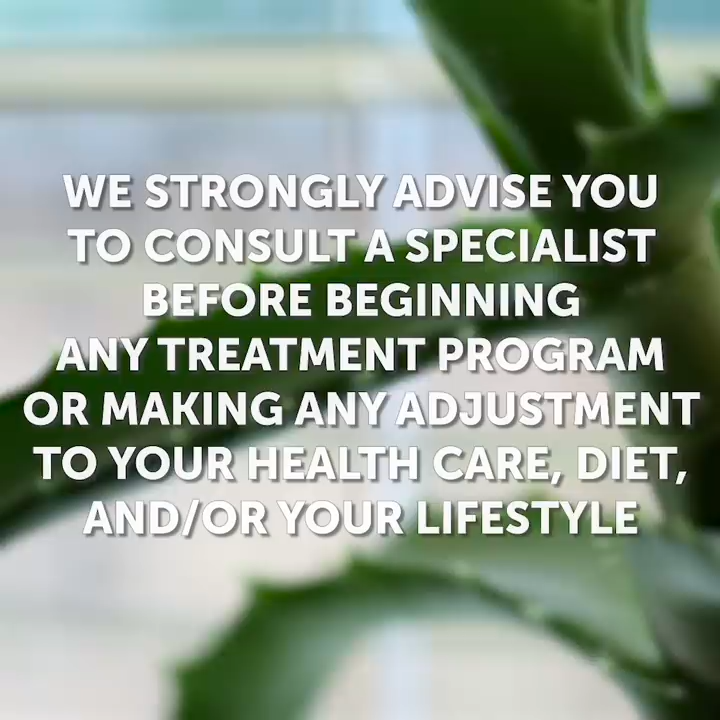 WE STRONGLY ADVISE YOU
TO CONSULT A SPECIALIST
BEFORE BEGINNING
ANY TREATMENT PROGRAM
OR MAKING ANY ADJUSTMENT
TO YOUR HEALTH CARE, DIET,
AND/OR YOUR LIFESTYLE